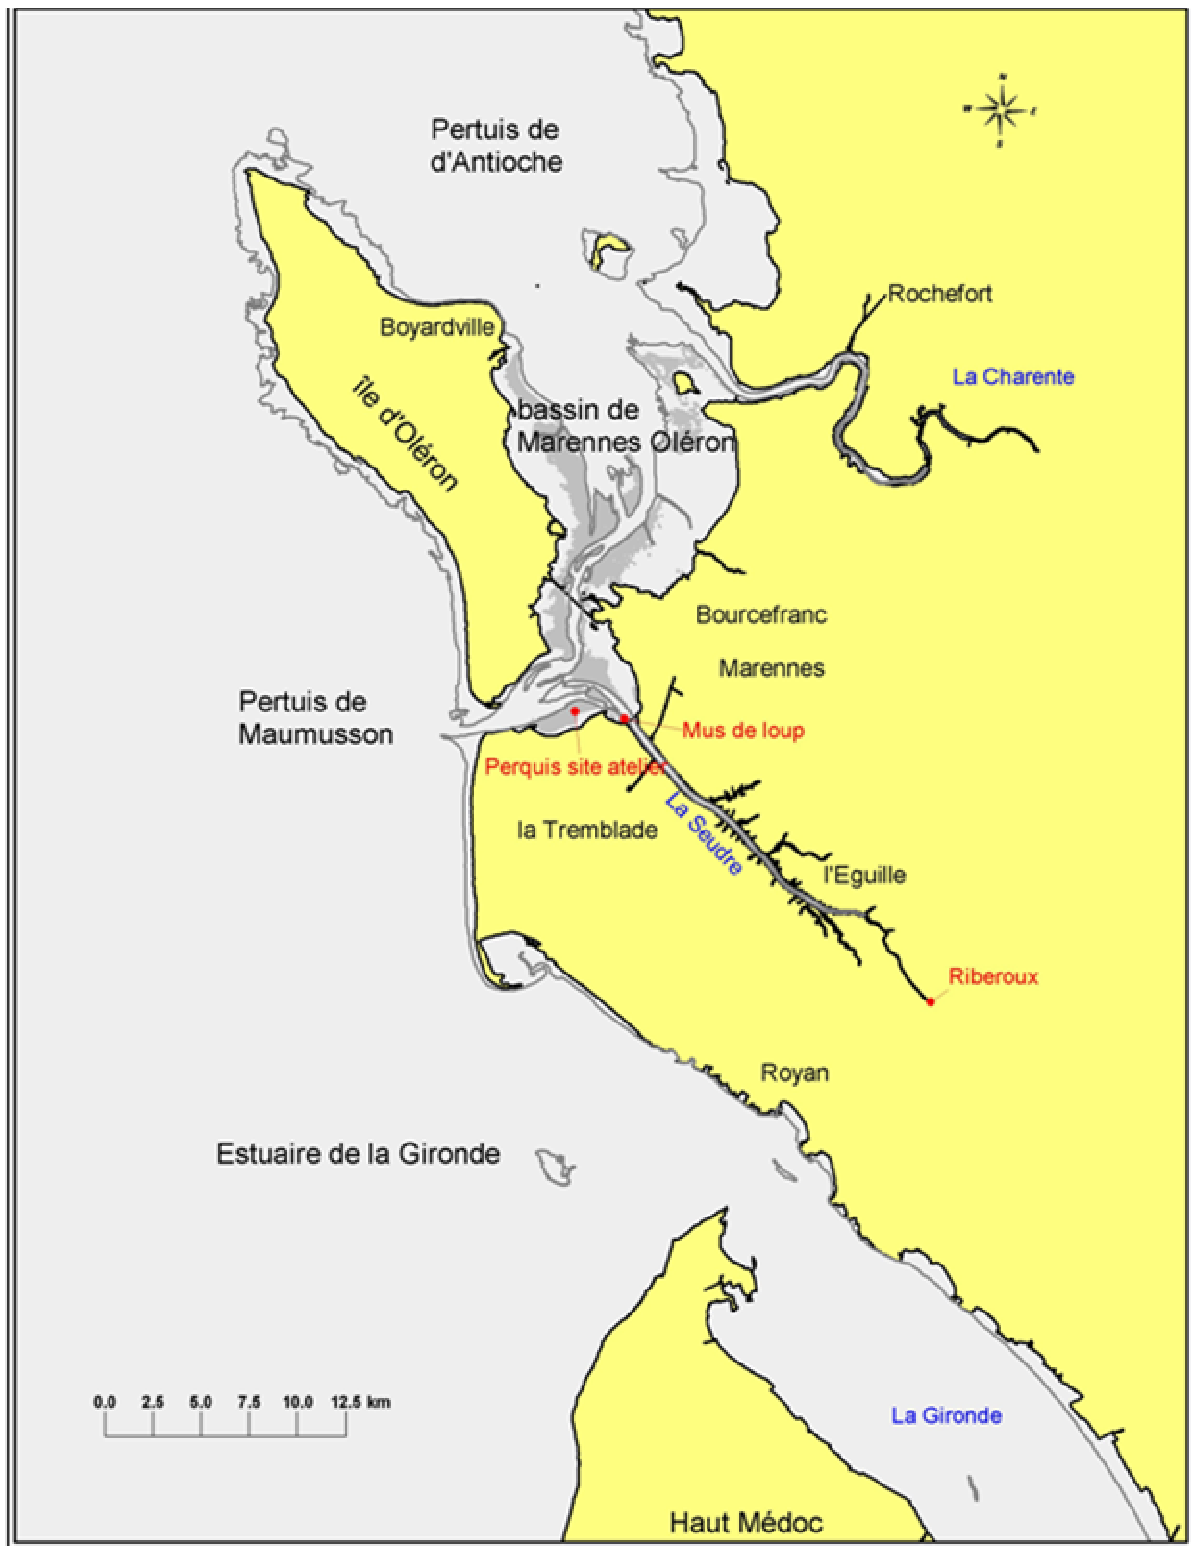 N
W E
S
Pertuis de
d'Antioche
Rochefort
Boyardville
La Charente
île d'Oléron
bassin de
Marennes Oléron
Bourcefranc
Marennes
Pertuis de
Maumusson
Mus de loup
Perquis site atelier
La Seudre
la Tremblade
l'Eguille
Riberoux
Royan
Estuaire de la Gironde
0.0 2.5 5.0 7.5 10.0 12.5 km
La Gironde
Haut Médoc